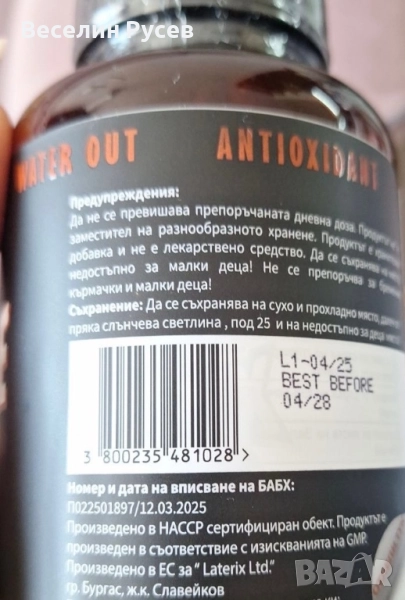 Веселин Русев
WATER OUT ANTIOXIDANT
Предупреждения:
Да не се превишава препоръчаната дневна доза. Продуктът не
заместител на разнообразното хранене. Продуктът е
добавка и не е лекарствено средство. Да се съхранява на
недостъпно за малки деца! Не се препоръчва за
кърмачки и малки деца!
Съхранение: Да се съхранява на сухо и прохладно място,
пряка слънчева светлина , под 25 и на недостъпно за деца
L1-04/25
BEST BEFORE
04/28
3 800235 481028 >
Номер и дата на вписване на БАБХ:
П022501897/12.03.2025
Произведено в HACCP сертифициран обект. Продуктът е
произведен в съответствие с изискванията на GMP.
Произведено в ЕС за " Laterix Ltd."
гр. Бургас, ж.к. Славейков
BAZAR